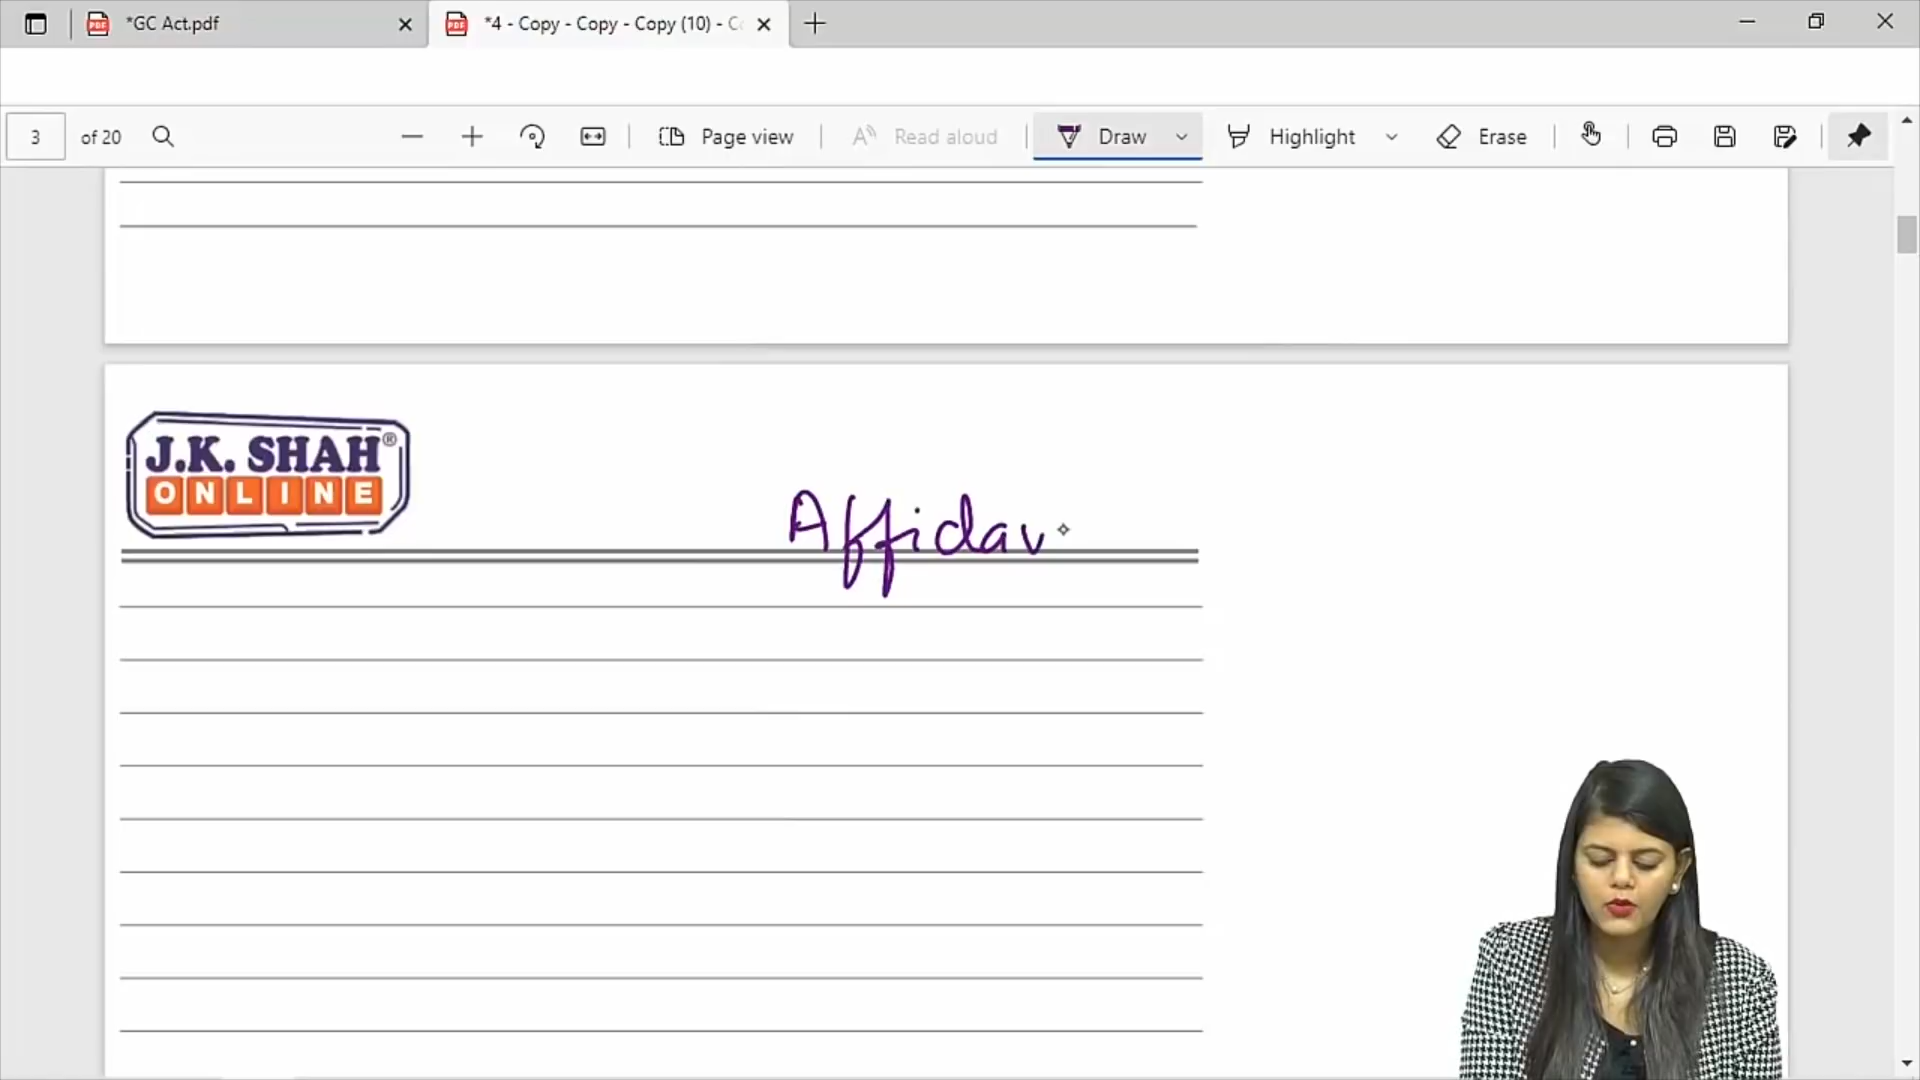 *GC Act.pdf
*4 - Copy - Copy - Copy (10) - C
3 of 20
Page view
Read aloud
Draw
Highlight
Erase
J.K. SHAH®
ONLINE
Affidav